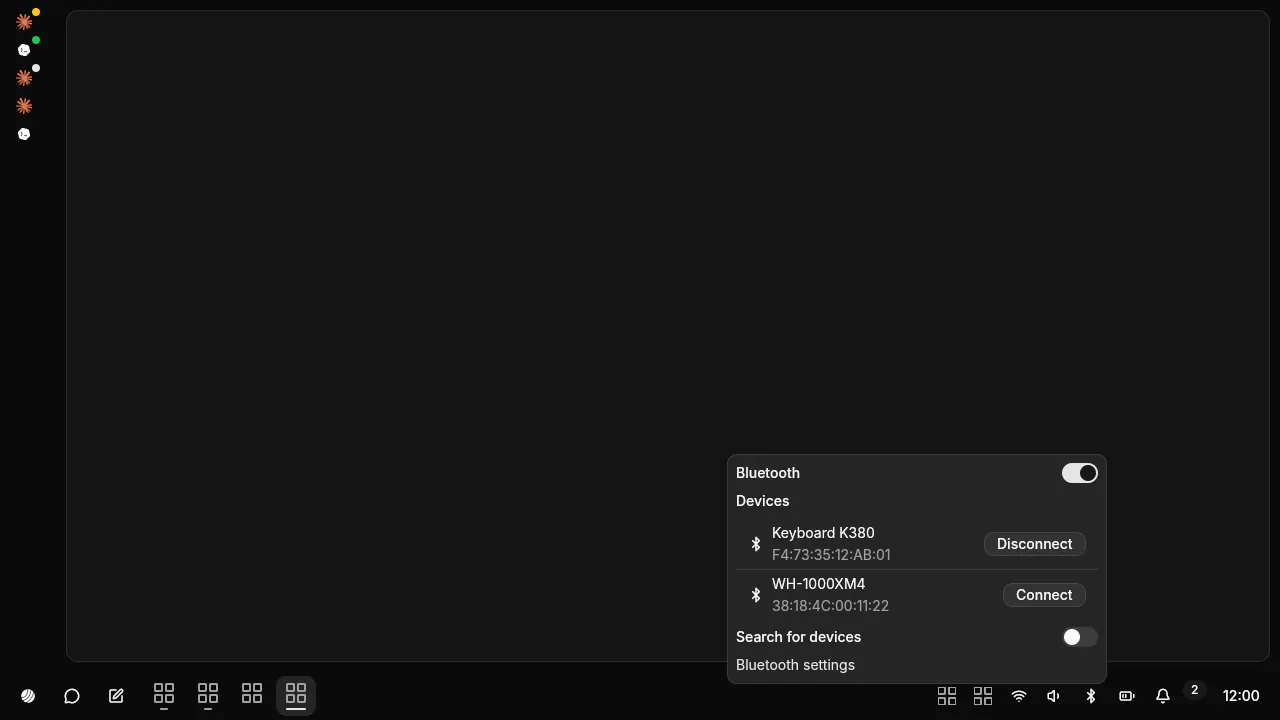 Bluetooth
Devices
Keyboard K380
F4:73:35:12:AB:01
Disconnect
WH-1000XM4
38:18:4C:00:11:22
Connect
Search for devices
Bluetooth settings
2
12:00